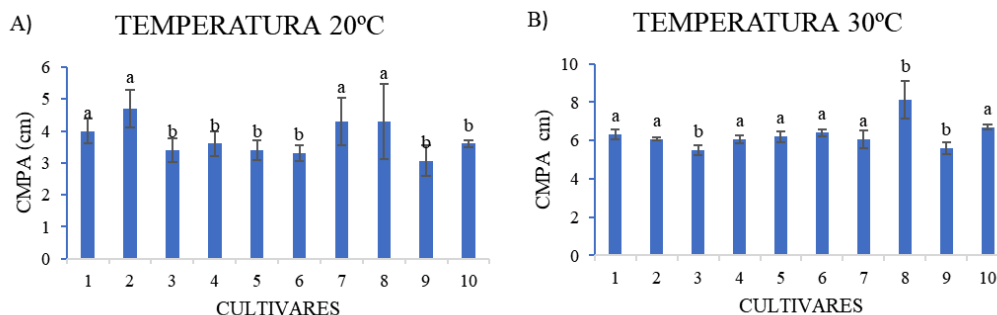 A)
TEMPERATURA 20ºC
CMPA (cm)
6
5
4
3
2
1
0
a a b b b b a a b b
1 2 3 4 5 6 7 8 9 10
CULTIVARES
B)
TEMPERATURA 30ºC
CMPA cm)
10
8
6
4
2
0
a a b a a a a b b a
1 2 3 4 5 6 7 8 9 10
CULTIVARES